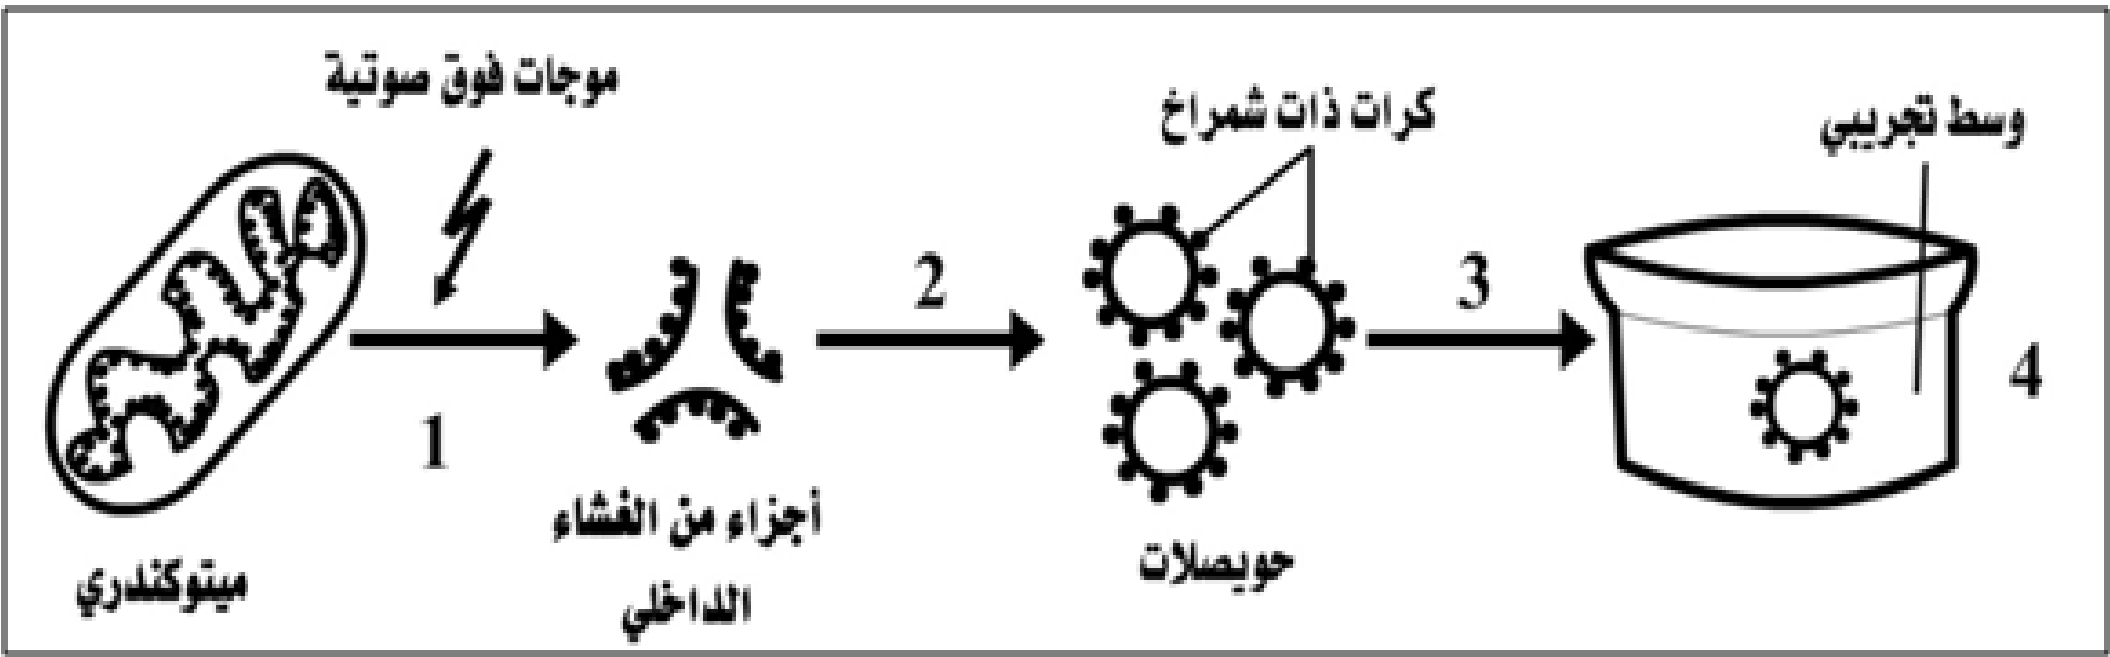 موجات فوق صوتية
كرات ذات شمراخ
وسط تجريبي
1
2
3
4
ميتوكندري
أجزاء من الغشاء
الداخلي
حويصلات